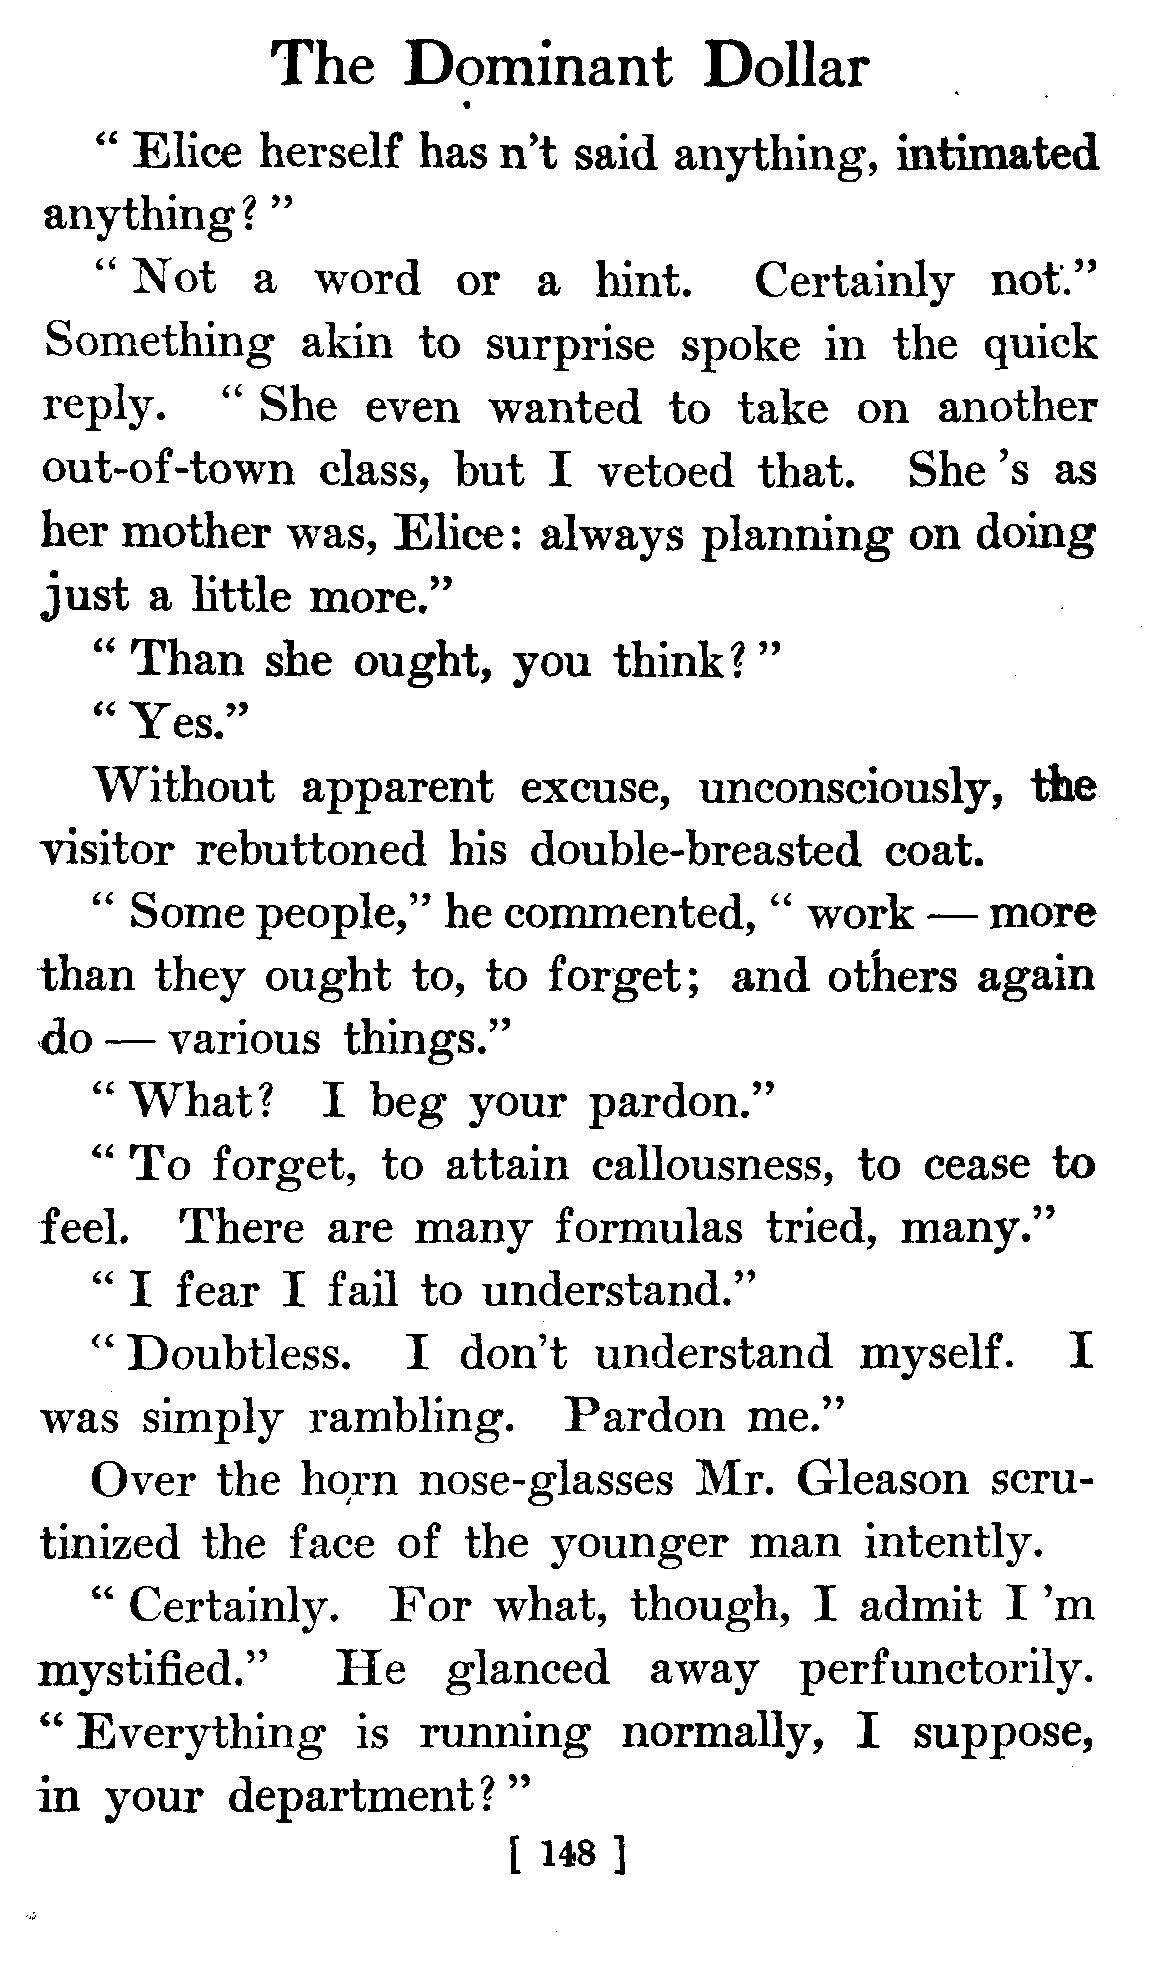 The Dominant Dollar
“ Elice herself has n’t said anything, intimated
anything? ”
“ Not a word or a hint. Certainly not.”
Something akin to surprise spoke in the quick
reply. “ She even wanted to take on another
out-of-town class, but I vetoed that. She ’s as
her mother was, Elice: always planning on doing
just a little more.”
“ Than she ought, you think? ”
“ Yes.”
Without apparent excuse, unconsciously, the
visitor rebuttoned his double-breasted coat.
“ Some people,” he commented, “ work — more
than they ought to, to forget; and others again
do — various things.”
“ What? I beg your pardon.”
“ To forget, to attain callousness, to cease to
feel. There are many formulas tried, many.”
“ I fear I fail to understand.”
“ Doubtless. I don’t understand myself. I
was simply rambling. Pardon me.”
Over the horn nose-glasses Mr. Gleason scru-
tinized the face of the younger man intently.
“ Certainly. For what, though, I admit I ’m
mystified.” He glanced away perfunctorily.
“ Everything is running normally, I suppose,
in your department? ”
[ 148 ]